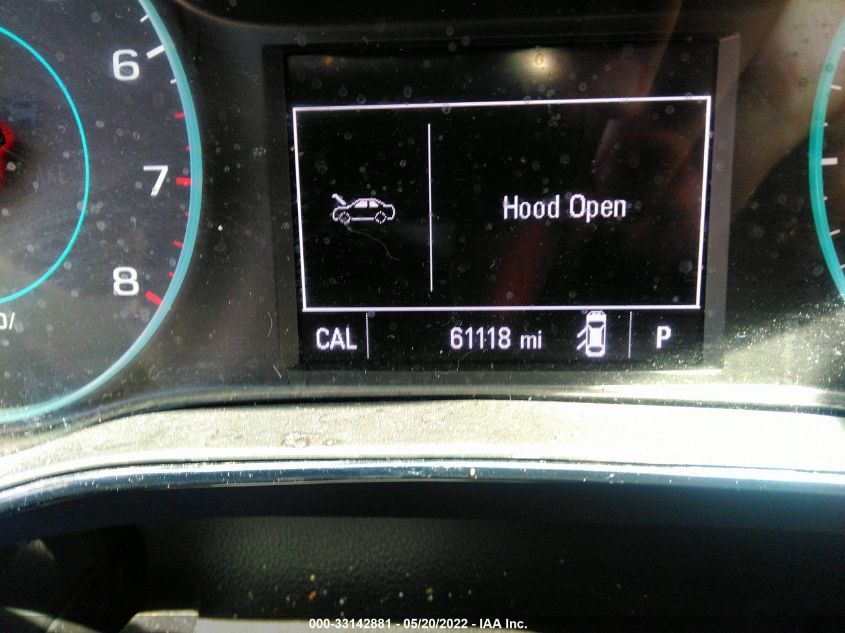 6
7
8
Hood Open
CAL 61118 mi P
000-33142881 - 05/20/2022 - IAA Inc.